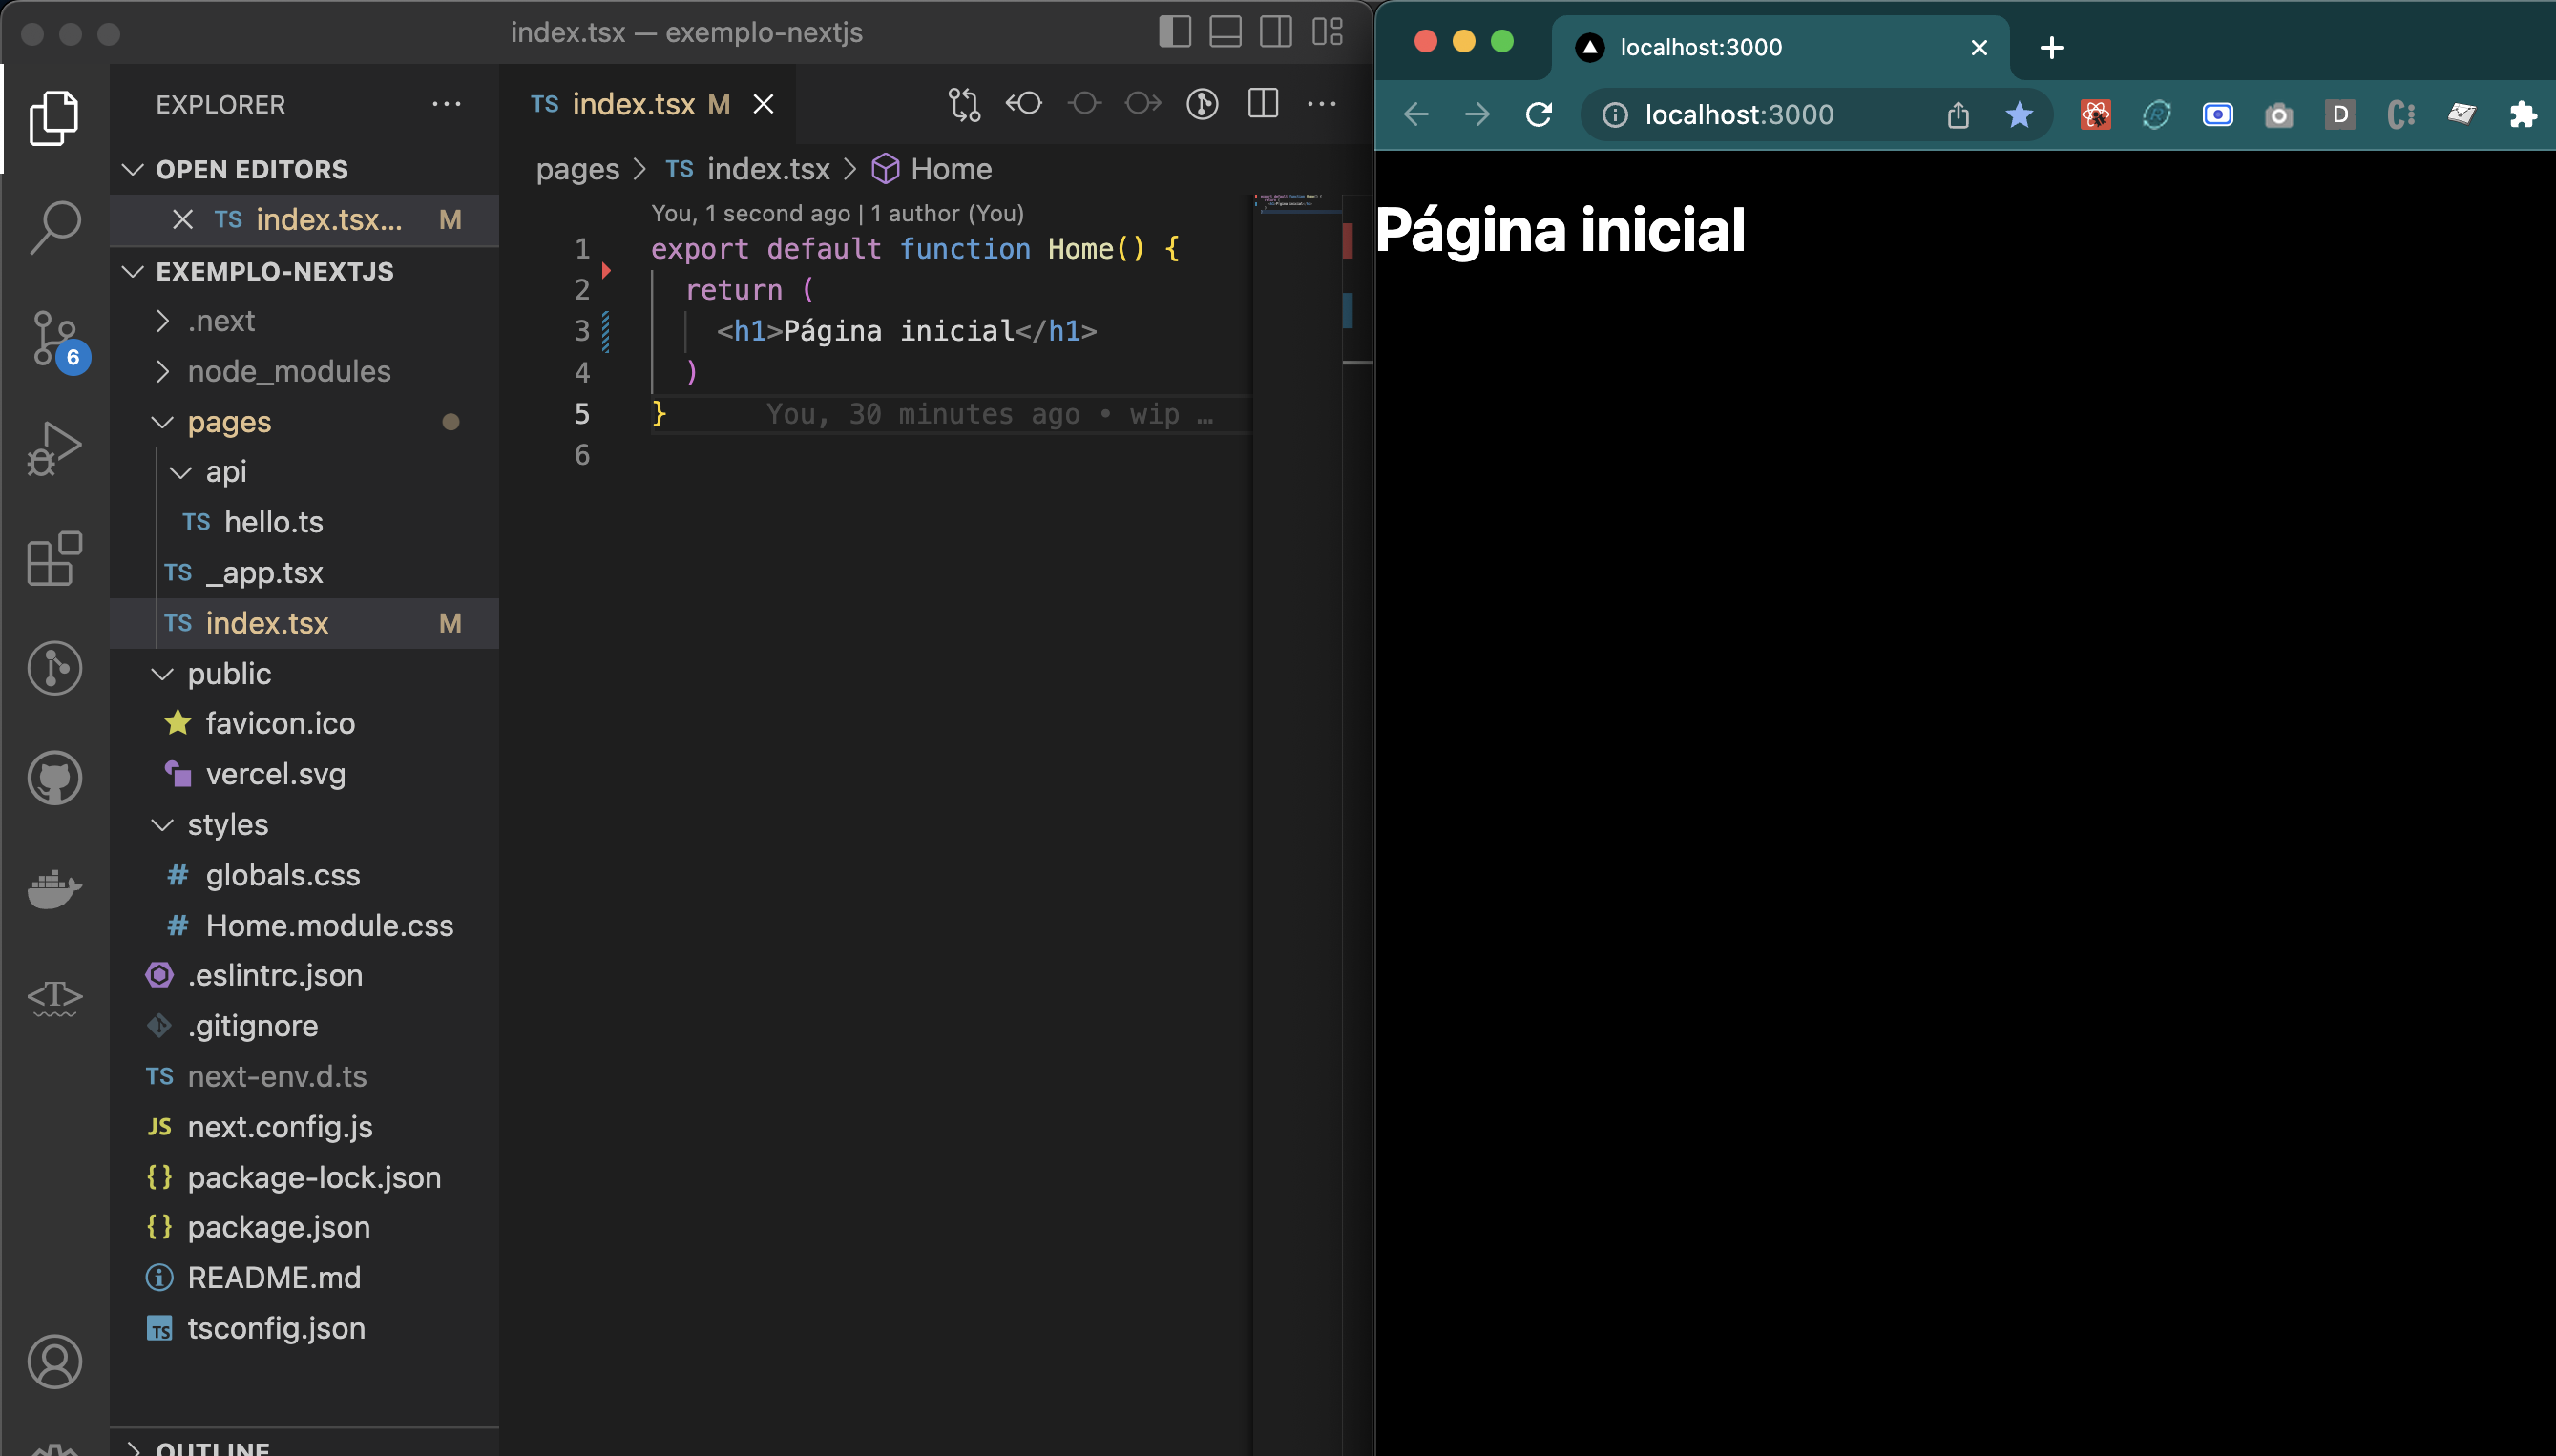 index.tsx — exemplo-nextjs
EXPLORER
OPEN EDITORS
TS index.tsx... M
EXEMPLO-NEXTJS
.next
node_modules
pages
api
TS hello.ts
TS _app.tsx
TS index.tsx M
public
favicon.ico
vercel.svg
styles
# globals.css
# Home.module.css
.eslintrc.json
.gitignore
TS next-env.d.ts
JS next.config.js
{} package-lock.json
{} package.json
README.md
TS tsconfig.json
OUTLINE
6
TS index.tsx M
pages > TS index.tsx > Home
You, 1 second ago | 1 author (You)
1 export default function Home() {
2 return (
3 <h1>Página inicial</h1>
4 )
5 } You, 30 minutes ago • wip …
6
localhost:3000
localhost:3000
D
Página inicial